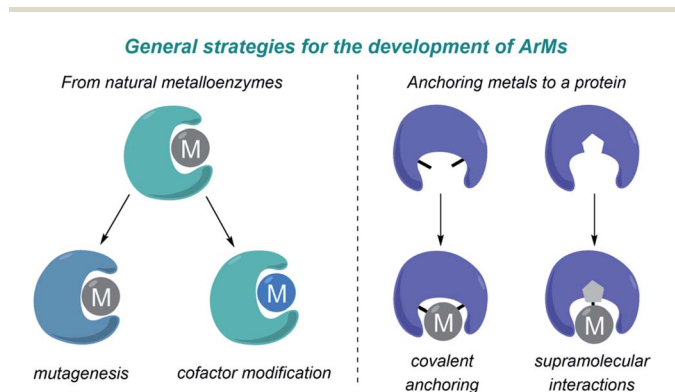 General strategies for the development of ArMs
From natural metalloenzymes
Anchoring metals to a protein
M
M
M
M
M
mutagenesis
cofactor modification
covalent
anchoring
supramolecular
interactions